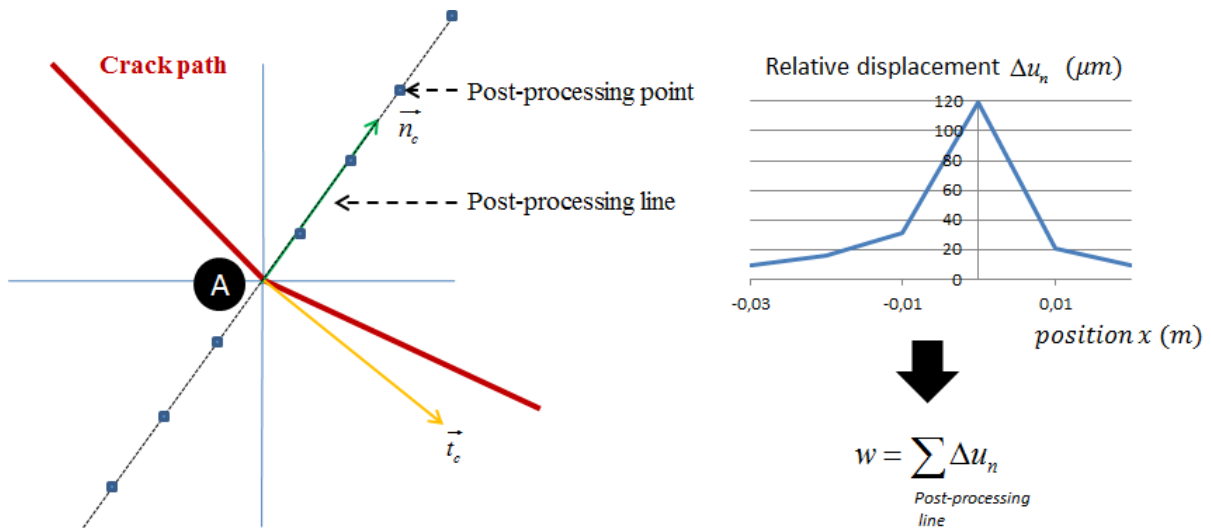 Crack path
Post-processing point
n_c
Post-processing line
A
t_c
Relative displacement Δu_n (μm)
120
100
80
60
40
20
0
-0,03
-0,01
0,01
position x (m)
w = ∑ Δu_n
Post-processing
line